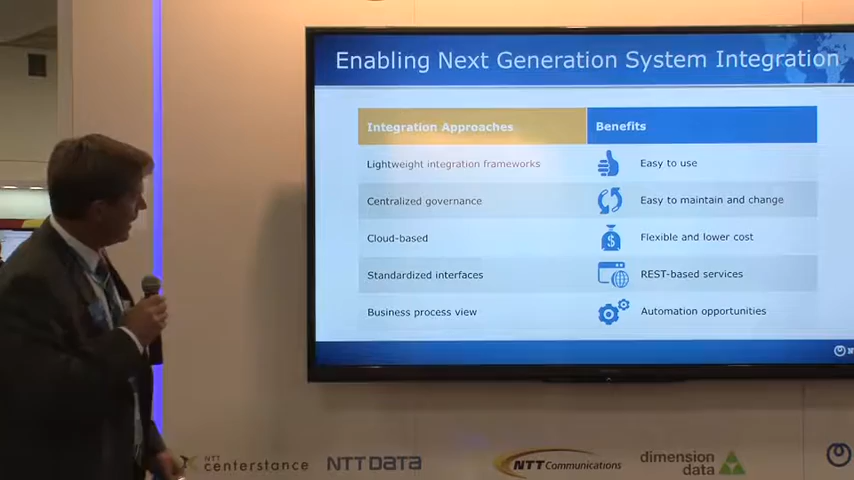 Enabling Next Generation System Integration
Integration Approaches Benefits
Lightweight integration frameworks Easy to use
Centralized governance Easy to maintain and change
Cloud-based Flexible and lower cost
Standardized interfaces REST-based services
Business process view Automation opportunities
NTT
centerstance
NTT DATA
NTT Communications
dimension
data